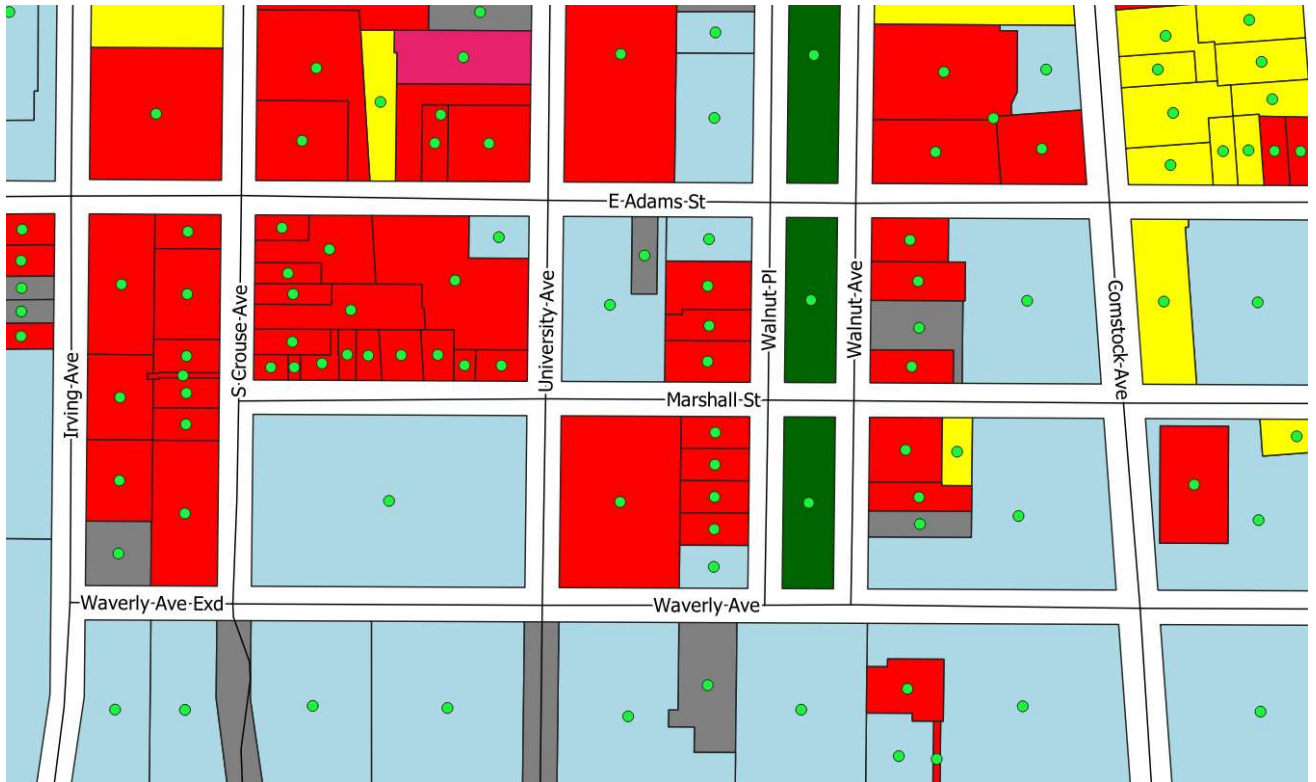 E-Adams-St
Irving-Ave
S-Crouse-Ave
University-Ave
Walnut-Pl
Walnut-Ave
Comstock-Ave
Marshall-St
Waverly-Ave-Exd
Waverly-Ave